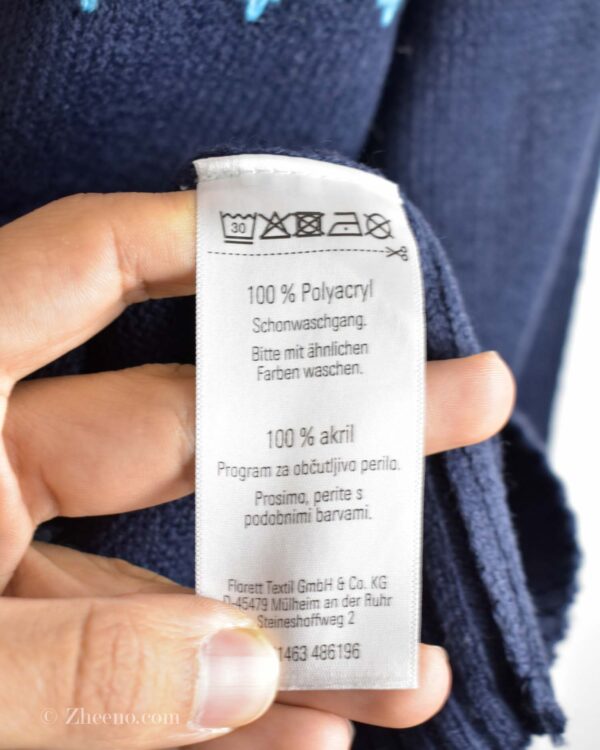 30
100 % Polyacryl
Schonwaschgang.
Bitte mit ähnlichen
Farben waschen.
100 % akril
Program za občutljivo perilo.
Prosimo, perite s
podobnimi barvami.
Florett Textil GmbH & Co. KG
D-45479 Mülheim an der Ruhr
Steineshoffweg 2
1463 486196
© Zheeno.com